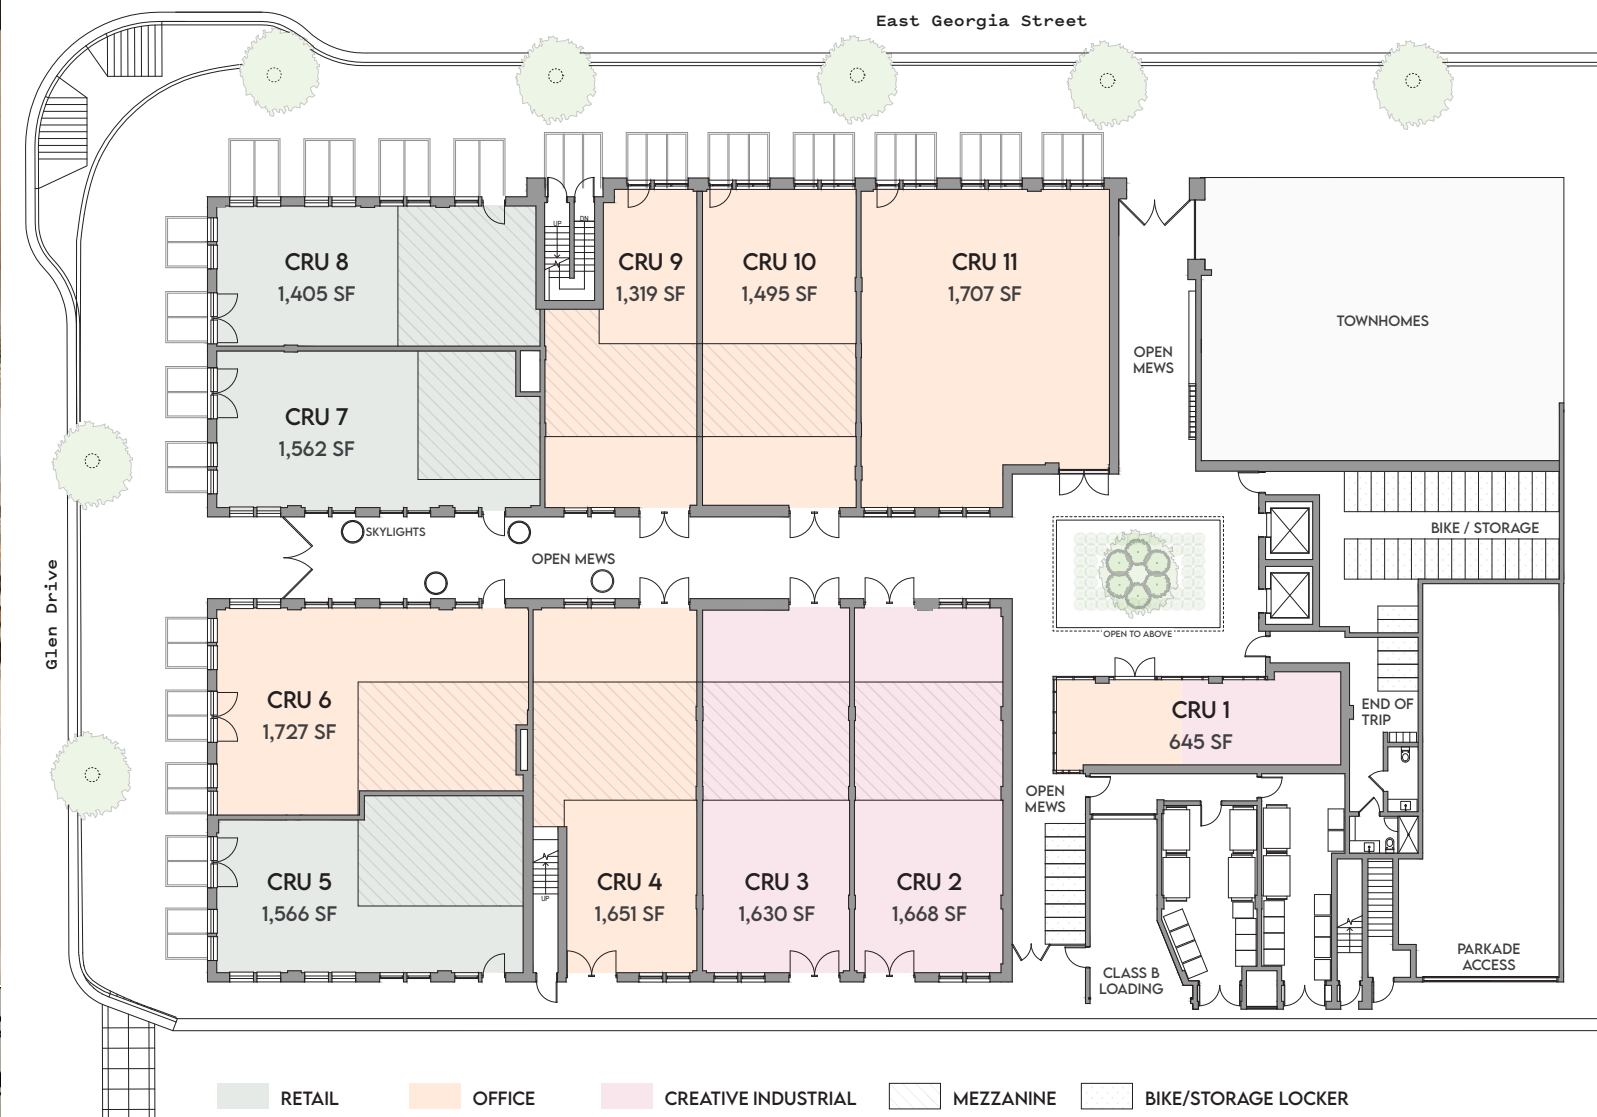 East Georgia Street
UP
DN
CRU 8
1,405 SF
CRU 9
1,319 SF
CRU 10
1,495 SF
CRU 11
1,707 SF
TOWNHOMES
OPEN
MEWS
CRU 7
1,562 SF
SKYLIGHTS
OPEN MEWS
BIKE / STORAGE
Glen Drive
OPEN TO ABOVE
CRU 6
1,727 SF
CRU 1
645 SF
END OF
TRIP
OPEN
MEWS
CRU 5
1,566 SF
UP
CRU 4
1,651 SF
CRU 3
1,630 SF
CRU 2
1,668 SF
CLASS B
LOADING
PARKADE
ACCESS
RETAIL
OFFICE
CREATIVE INDUSTRIAL
MEZZANINE
BIKE/STORAGE LOCKER